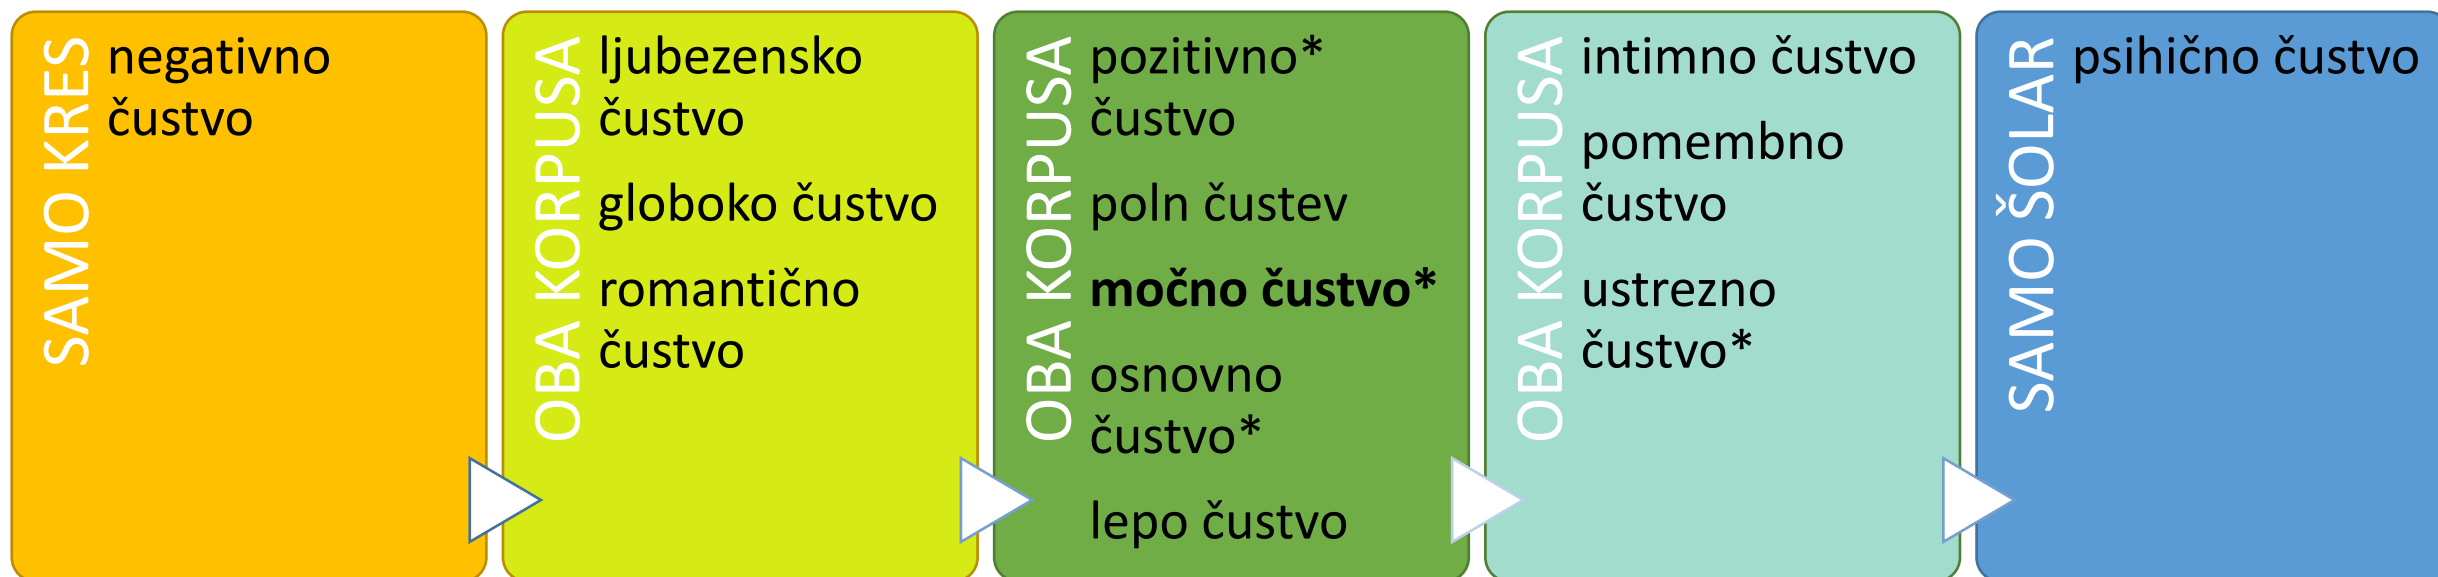 SAMO KRES
negativno
čustvo
OBA KORPUSA
ljubezensko
čustvo
globoko čustvo
romantično
čustvo
OBA KORPUSA
pozitivno*
čustvo
poln čustev
močno čustvo*
osnovno
čustvo*
lepo čustvo
OBA KORPUSA
intimno čustvo
pomembno
čustvo
ustrezno
čustvo*
SAMO ŠOLAR
psihično čustvo